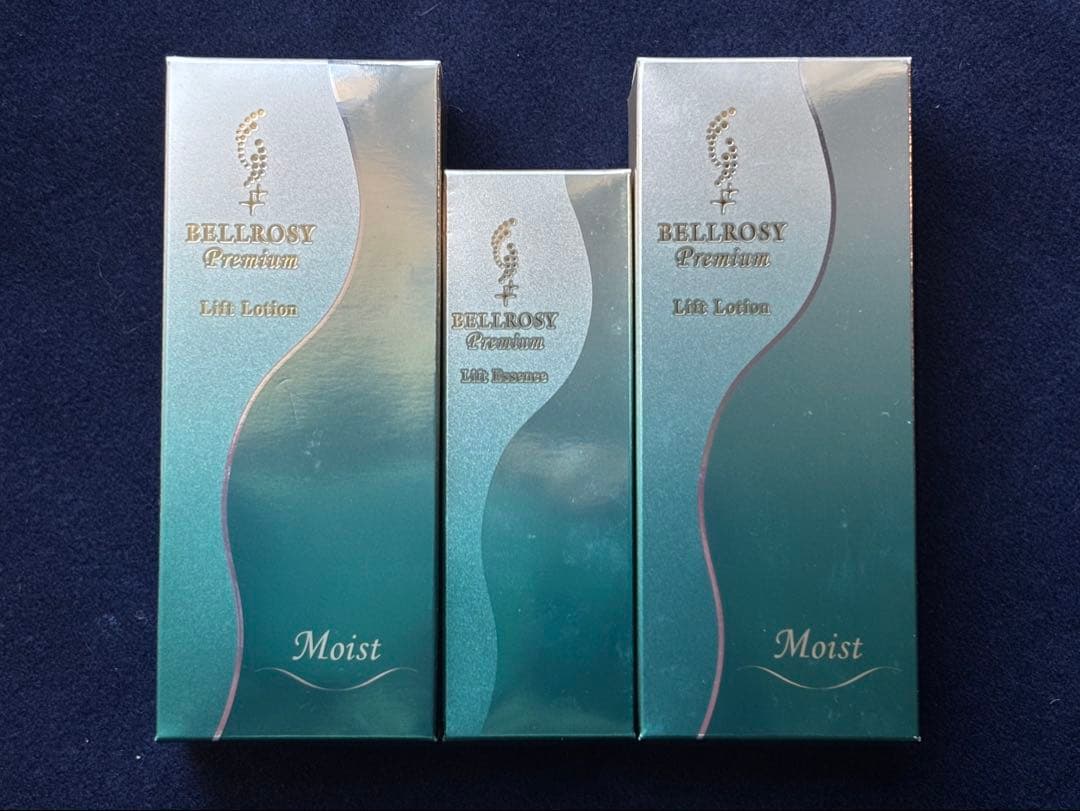 BELLROSY
Premium
Lift Lotion
Moist
BELLROSY
Premium
Lift Essence
BELLROSY
Premium
Lift Lotion
Moist